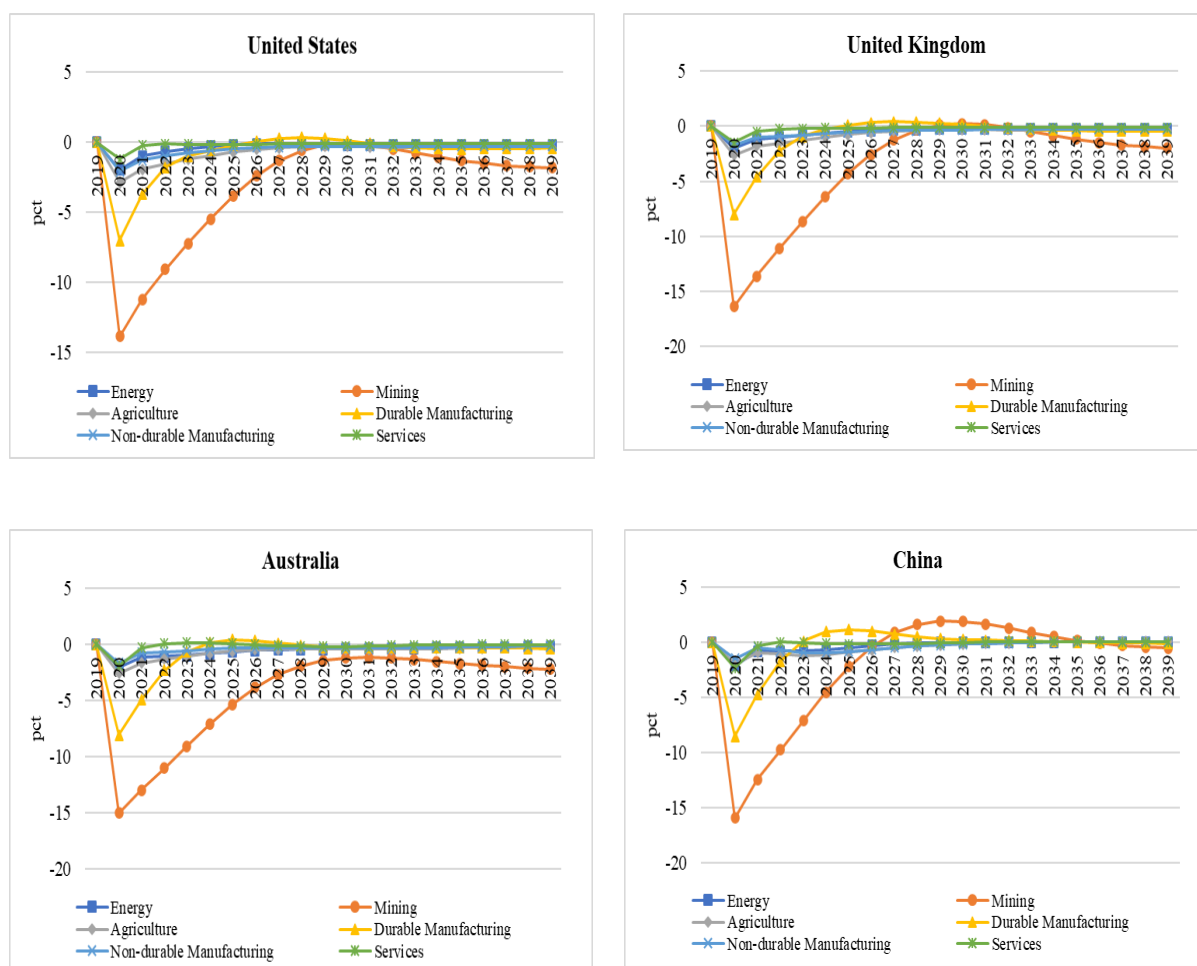 United States
5
0
-5
-10
-15
pct
2019 2020 2021 2022 2023 2024 2025 2026 2027 2028 2029 2030 2031 2032 2033 2034 2035 2036 2037 2038 2039
Energy Mining
Agriculture Durable Manufacturing
Non-durable Manufacturing Services
United Kingdom
5
0
-5
-10
-15
-20
pct
2019 2020 2021 2022 2023 2024 2025 2026 2027 2028 2029 2030 2031 2032 2033 2034 2035 2036 2037 2038 2039
Energy Mining
Agriculture Durable Manufacturing
Non-durable Manufacturing Services
Australia
5
0
-5
-10
-15
-20
pct
2019 2020 2021 2022 2023 2024 2025 2026 2027 2028 2029 2030 2031 2032 2033 2034 2035 2036 2037 2038 2039
Energy Mining
Agriculture Durable Manufacturing
Non-durable Manufacturing Services
China
5
0
-5
-10
-15
-20
pct
2019 2020 2021 2022 2023 2024 2025 2026 2027 2028 2029 2030 2031 2032 2033 2034 2035 2036 2037 2038 2039
Energy Mining
Agriculture Durable Manufacturing
Non-durable Manufacturing Services